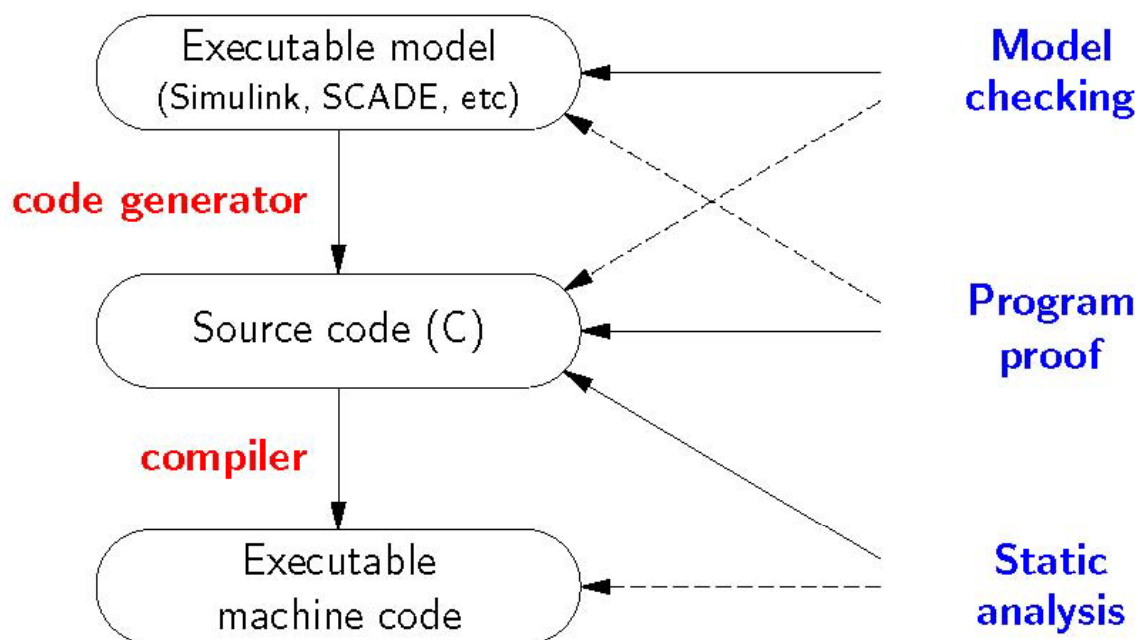 Executable model
(Simulink, SCADE, etc)
Model
checking
code generator
Source code (C)
Program
proof
compiler
Executable
machine code
Static
analysis